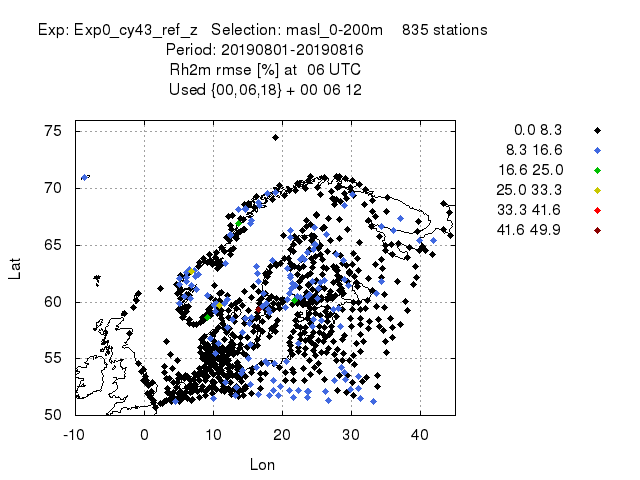 Exp: Exp0_cy43_ref_z   Selection: masl_0-200m    835 stations
Period: 20190801-20190816
Rh2m rmse [%] at  06 UTC
Used {00,06,18} + 00 06 12
0.0 8.3
8.3 16.6
16.6 25.0
25.0 33.3
33.3 41.6
41.6 49.9
75
70
65
60
55
50
Lat
-10 0 10 20 30 40
Lon